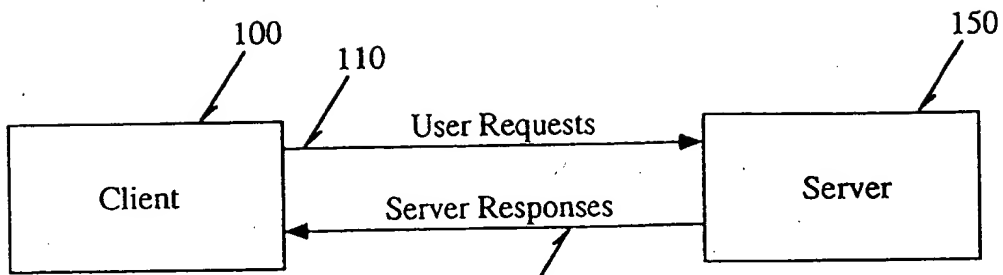 100
110
150
User Requests
Client
Server
Server Responses